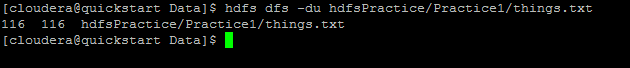 [cloudera@quickstart Data]$ hdfs dfs -du hdfsPractice/Practice1/things.txt
116  116  hdfsPractice/Practice1/things.txt
[cloudera@quickstart Data]$